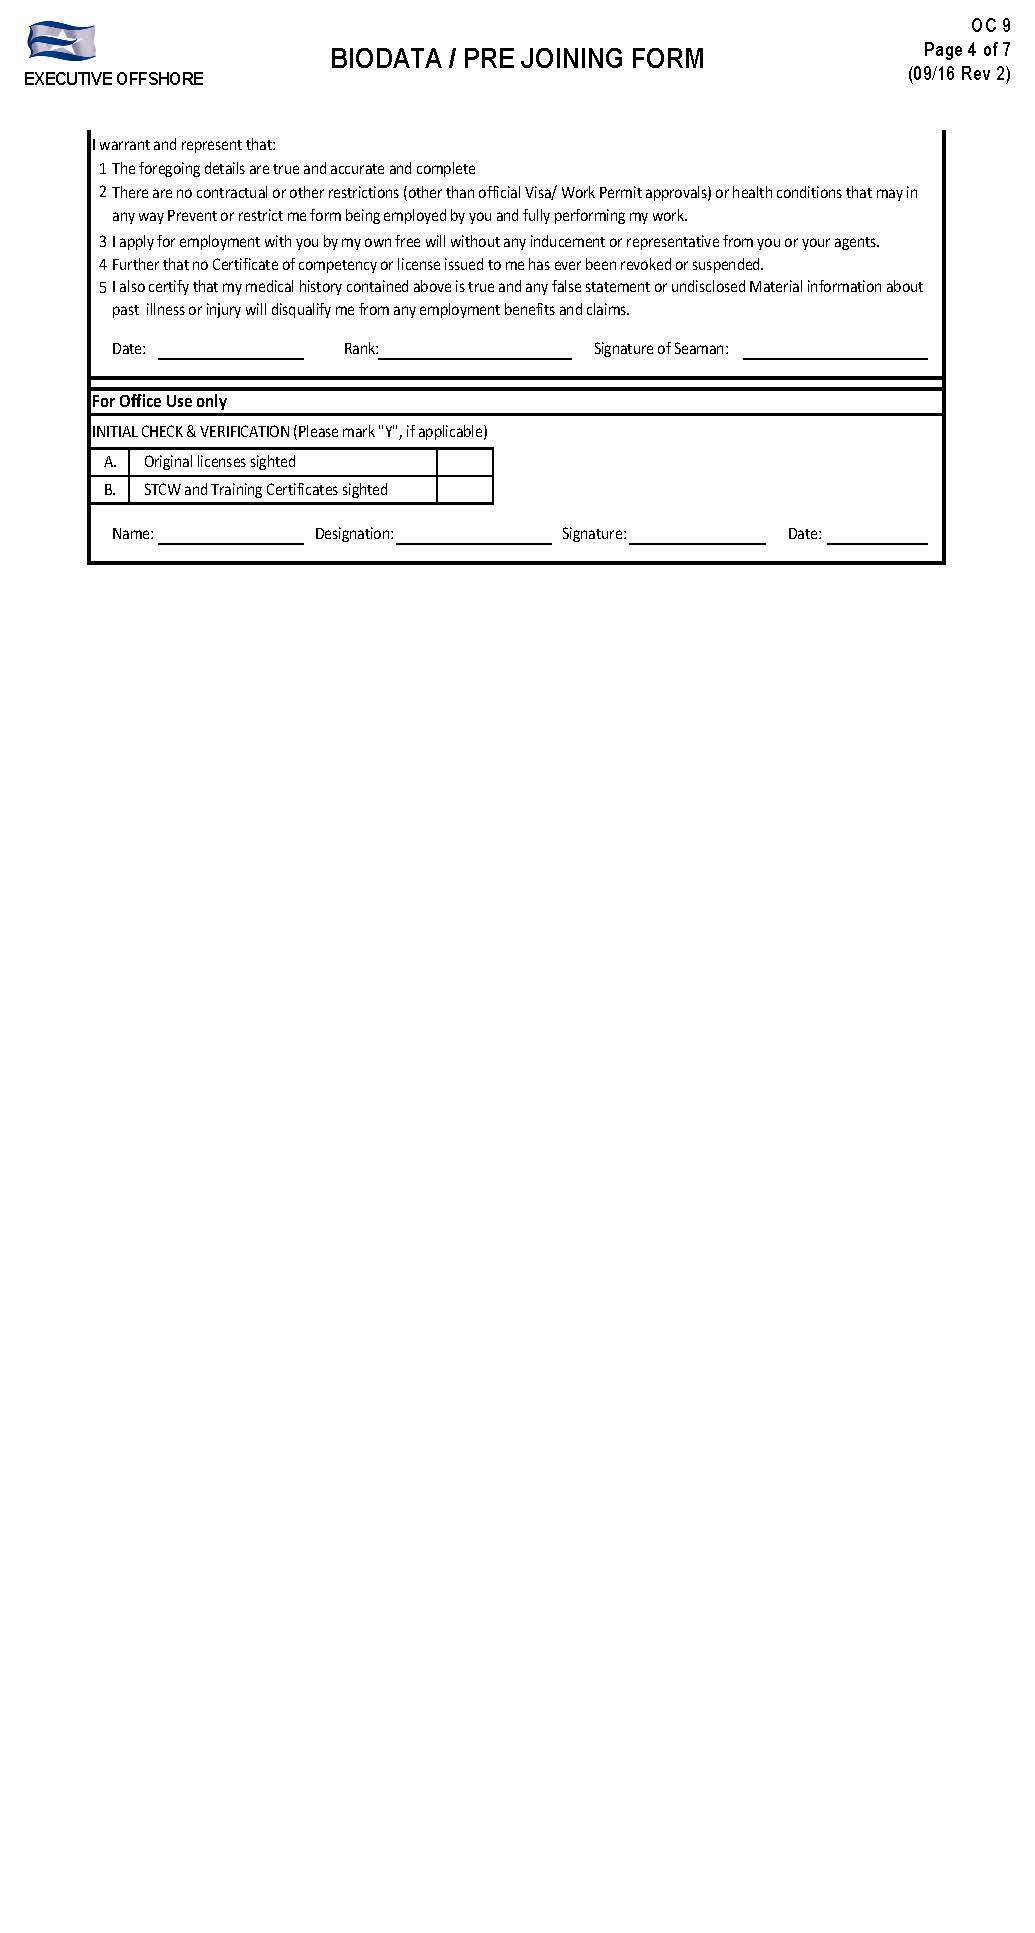 OC 9
Page 4 of 7
(09/16 Rev 2)
EXECUTIVE OFFSHORE
BIODATA / PRE JOINING FORM
I warrant and represent that:
1 The foregoing details are true and accurate and complete
2 There are no contractual or other restrictions (other than official Visa/ Work Permit approvals) or health conditions that may in
any way Prevent or restrict me form being employed by you and fully performing my work.
3 I apply for employment with you by my own free will without any inducement or representative from you or your agents.
4 Further that no Certificate of competency or license issued to me has ever been revoked or suspended.
5 I also certify that my medical history contained above is true and any false statement or undisclosed Material information about
past illness or injury will disqualify me from any employment benefits and claims.
Date: Rank: Signature of Seaman:
For Office Use only
INITIAL CHECK & VERIFICATION (Please mark "Y", if applicable)
A. Original licenses sighted
B. STCW and Training Certificates sighted
Name: Designation: Signature: Date: